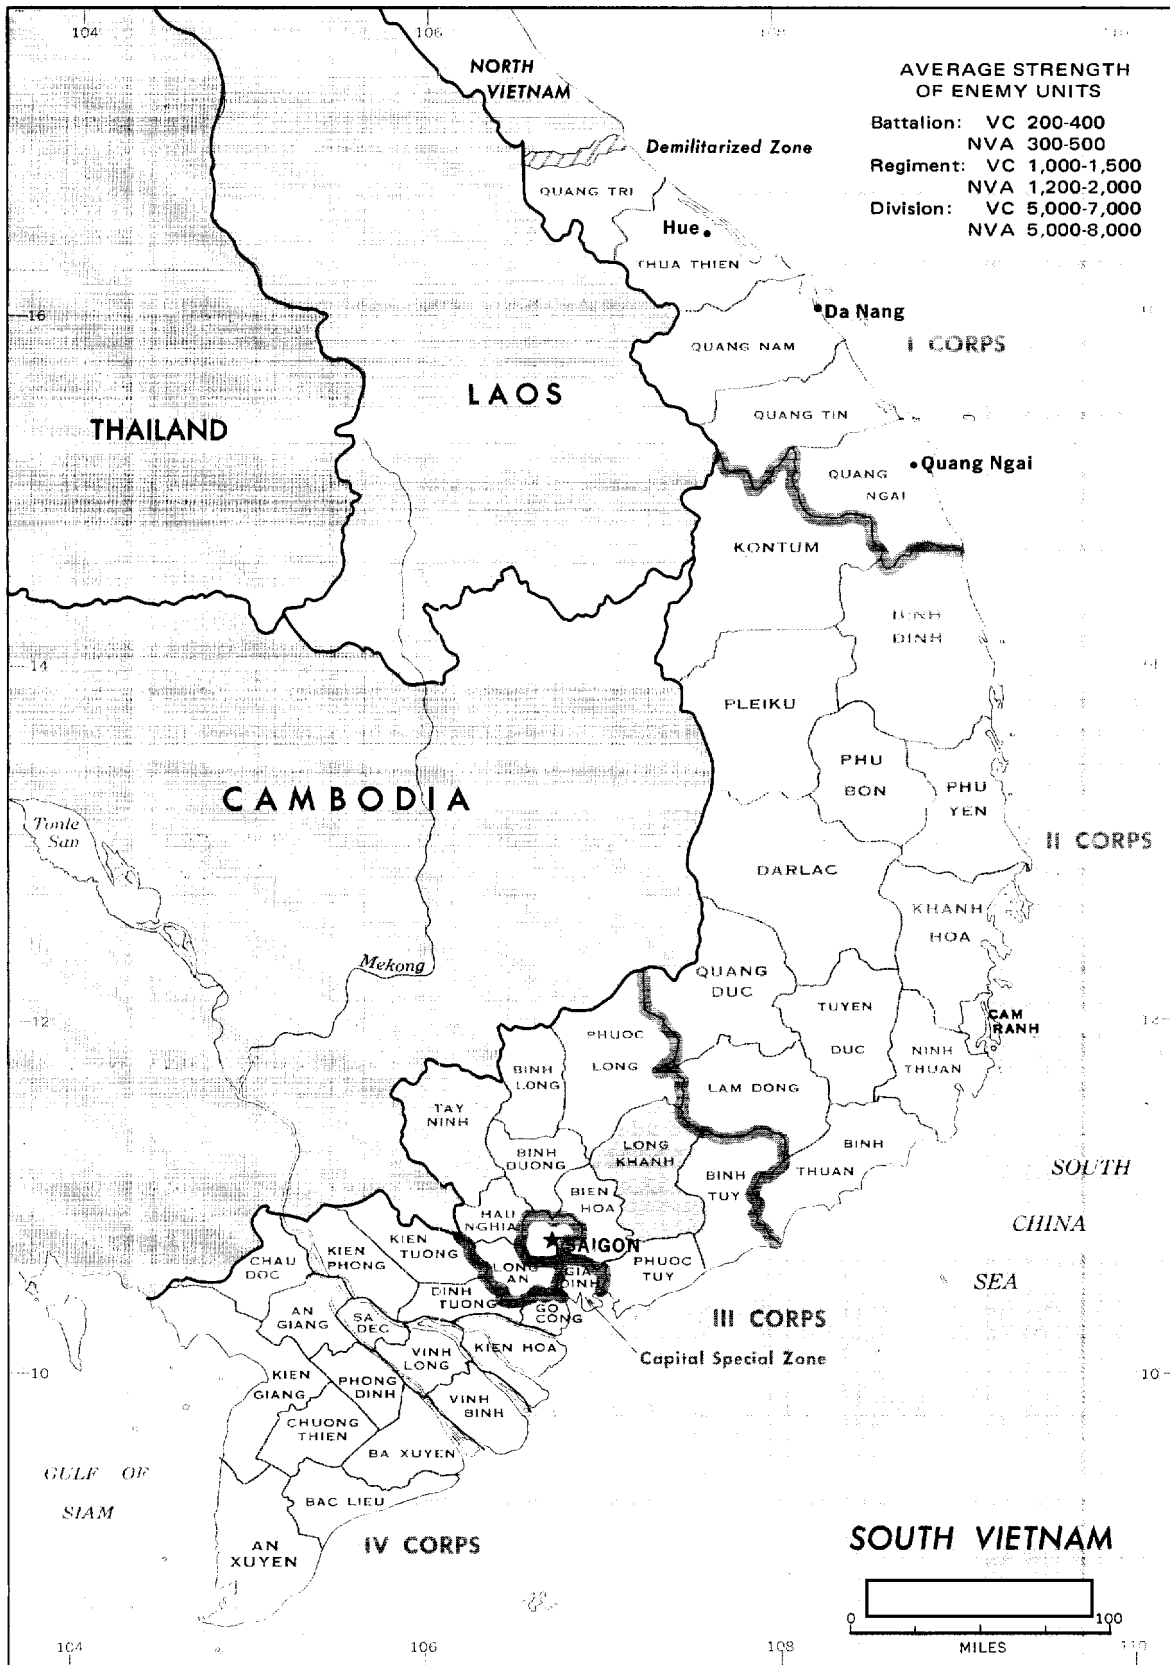 104
106
108
NORTH
VIETNAM
AVERAGE STRENGTH
OF ENEMY UNITS
Battalion: VC 200-400
NVA 300-500
Regiment: VC 1,000-1,500
NVA 1,200-2,000
Division: VC 5,000-7,000
NVA 5,000-8,000
Demilitarized Zone
QUANG TRI
Hue
THUA THIEN
16
Da Nang
QUANG NAM
I CORPS
LAOS
QUANG TIN
THAILAND
Quang Ngai
QUANG
NGAI
KONTUM
BINH
DINH
14
PLEIKU
PHU
BON
PHU
YEN
CAMBODIA
Tonle
San
II CORPS
DARLAC
KHANH
HOA
Mekong
QUANG
DUC
TUYEN
DUC
CAM
RANH
12
12
PHUOC
LONG
NINH
THUAN
BINH
LONG
LAM DONG
TAY
NINH
LONG
KHANH
BINH
THUAN
BINH
DUONG
BINH
TUY
SOUTH
CHINA
SEA
BIEN
HOA
HAU
NGHIA
SAIGON
KIEN
TUONG
KIEN
PHONG
CHAU
DOC
LONG
AN
GIA
DINH
PHUOC
TUY
DINH
TUONG
GO
CONG
AN
GIANG
SA
DEC
III CORPS
VINH
LONG
KIEN HOA
Capital Special Zone
10
10
KIEN
GIANG
PHONG
DINH
VINH
BINH
CHUONG
THIEN
BA XUYEN
GULF OF
SIAM
BAC LIEU
AN
XUYEN
IV CORPS
SOUTH VIETNAM
0 100
MILES
104
106
108
110